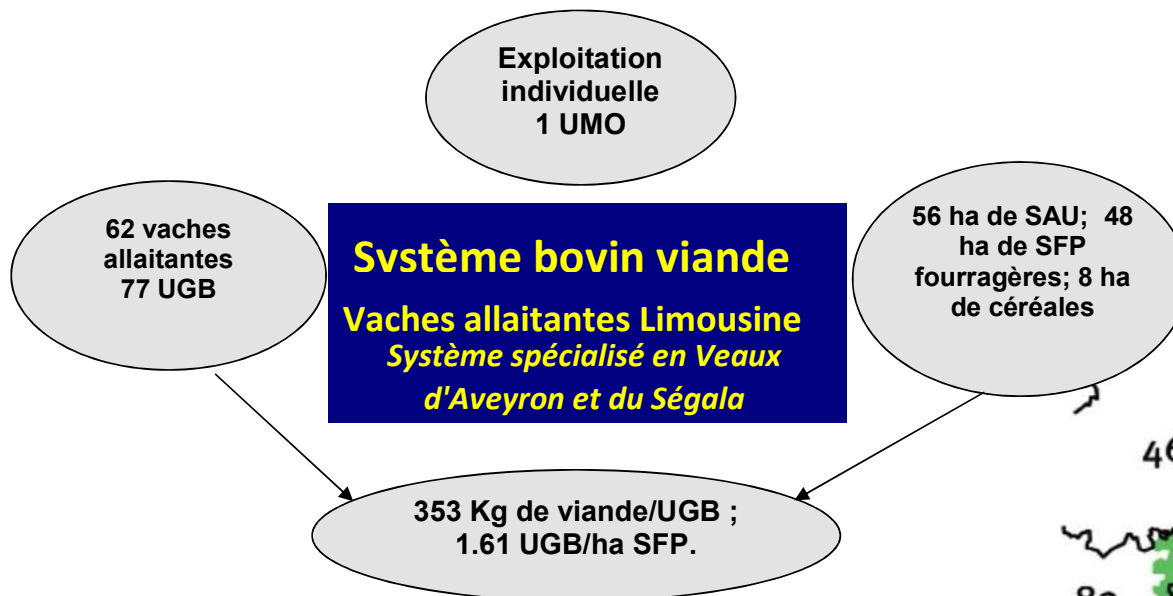 Exploitation
individuelle
1 UMO
62 vaches
allaitantes
77 UGB
Système bovin viande
Vaches allaitantes Limousine
Système spécialisé en Veaux
d'Aveyron et du Ségala
56 ha de SAU; 48
ha de SFP
fourragères; 8 ha
de céréales
353 Kg de viande/UGB ;
1.61 UGB/ha SFP.
46